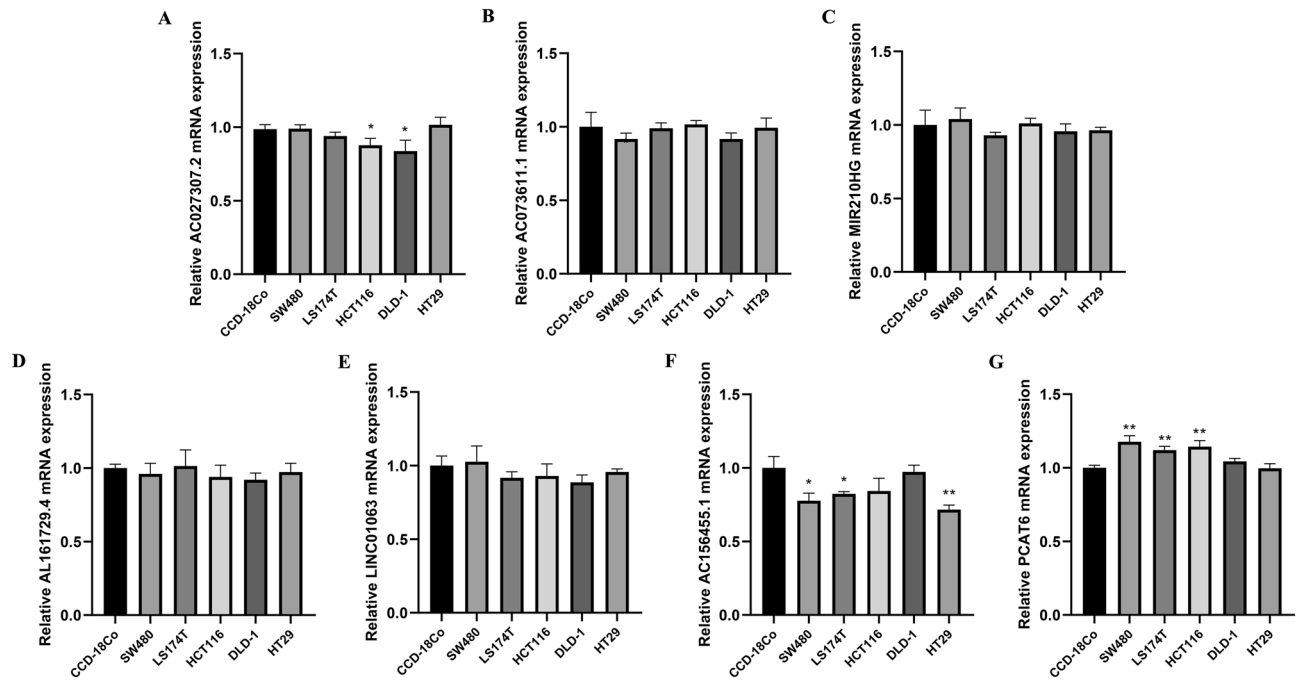 A
Relative AC027307.2 mRNA expression
1.5
1.0
0.5
0.0
*
*
CCD-18Co
SW480
LS174T
HCT116
DLD-1
HT29
B
Relative AC073611.1 mRNA expression
1.5
1.0
0.5
0.0
CCD-18Co
SW480
LS174T
HCT116
DLD-1
HT29
C
Relative MIR210HG mRNA expression
1.5
1.0
0.5
0.0
CCD-18Co
SW480
LS174T
HCT116
DLD-1
HT29
D
Relative AL161729.4 mRNA expression
1.5
1.0
0.5
0.0
CCD-18Co
SW480
LS174T
HCT116
DLD-1
HT29
E
Relative LINC01063 mRNA expression
1.5
1.0
0.5
0.0
CCD-18Co
SW480
LS174T
HCT116
DLD-1
HT29
F
Relative AC156455.1 mRNA expression
1.5
1.0
0.5
0.0
*
*
**
CCD-18Co
SW480
LS174T
HCT116
DLD-1
HT29
G
Relative PCAT6 mRNA expression
1.5
1.0
0.5
0.0
**
**
**
CCD-18Co
SW480
LS174T
HCT116
DLD-1
HT29